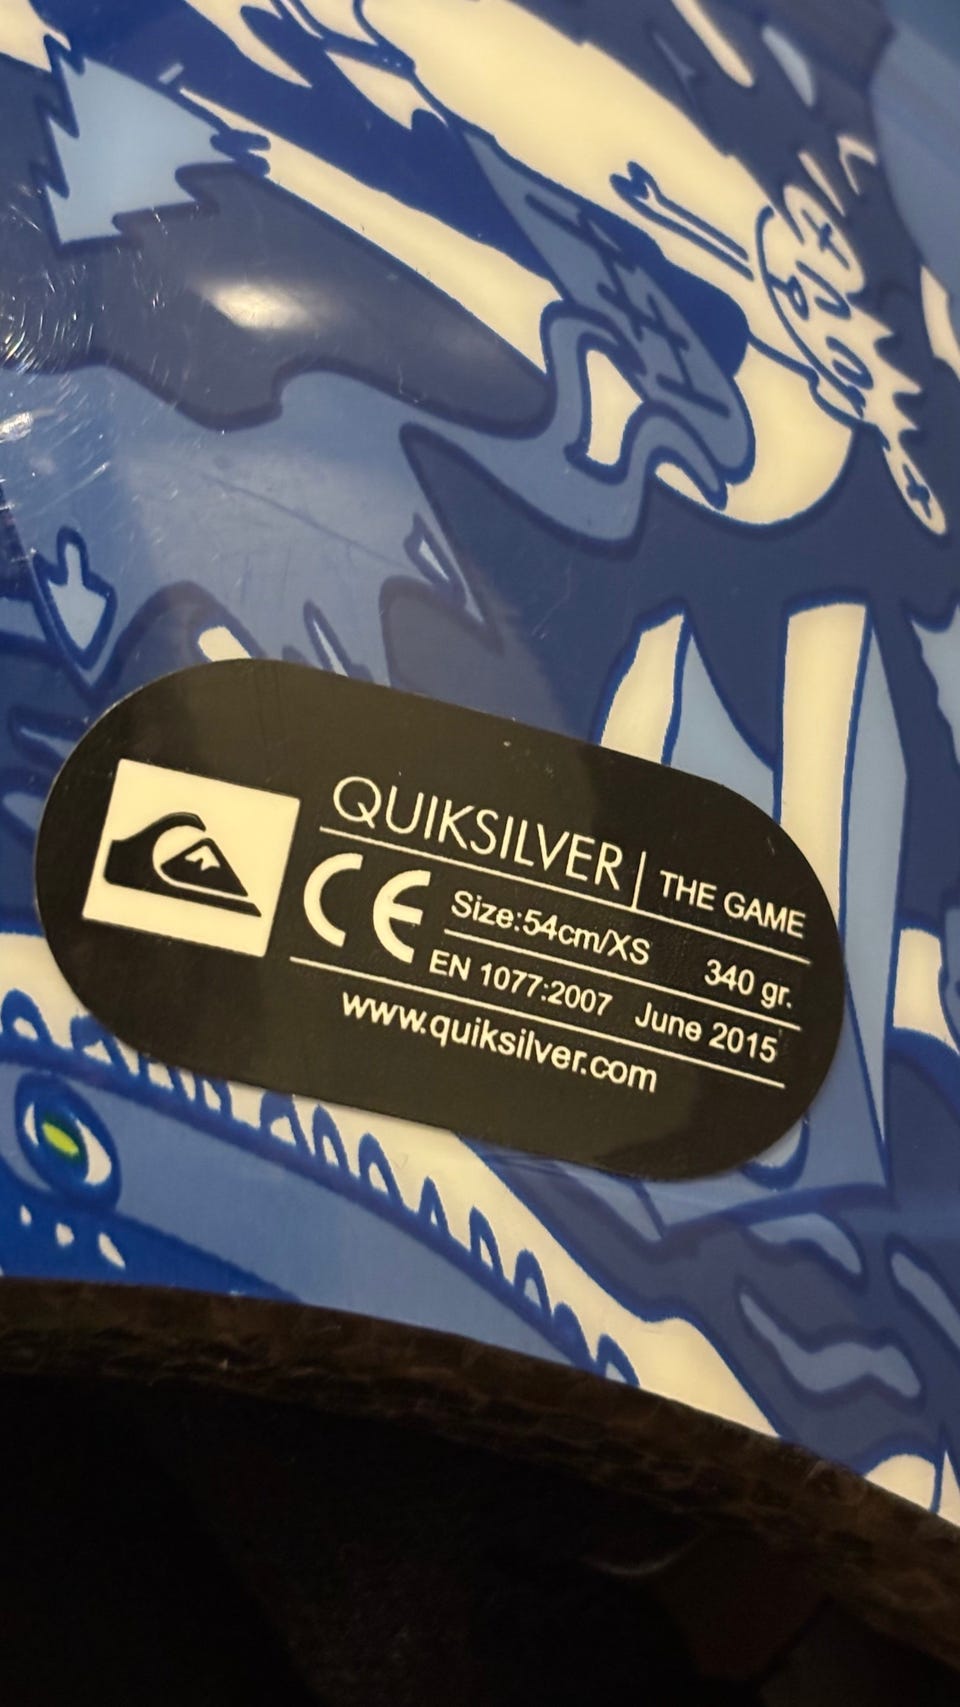 QUIKSILVER | THE GAME
CE Size:54cm/XS 340 gr.
EN 1077:2007 June 2015
www.quiksilver.com